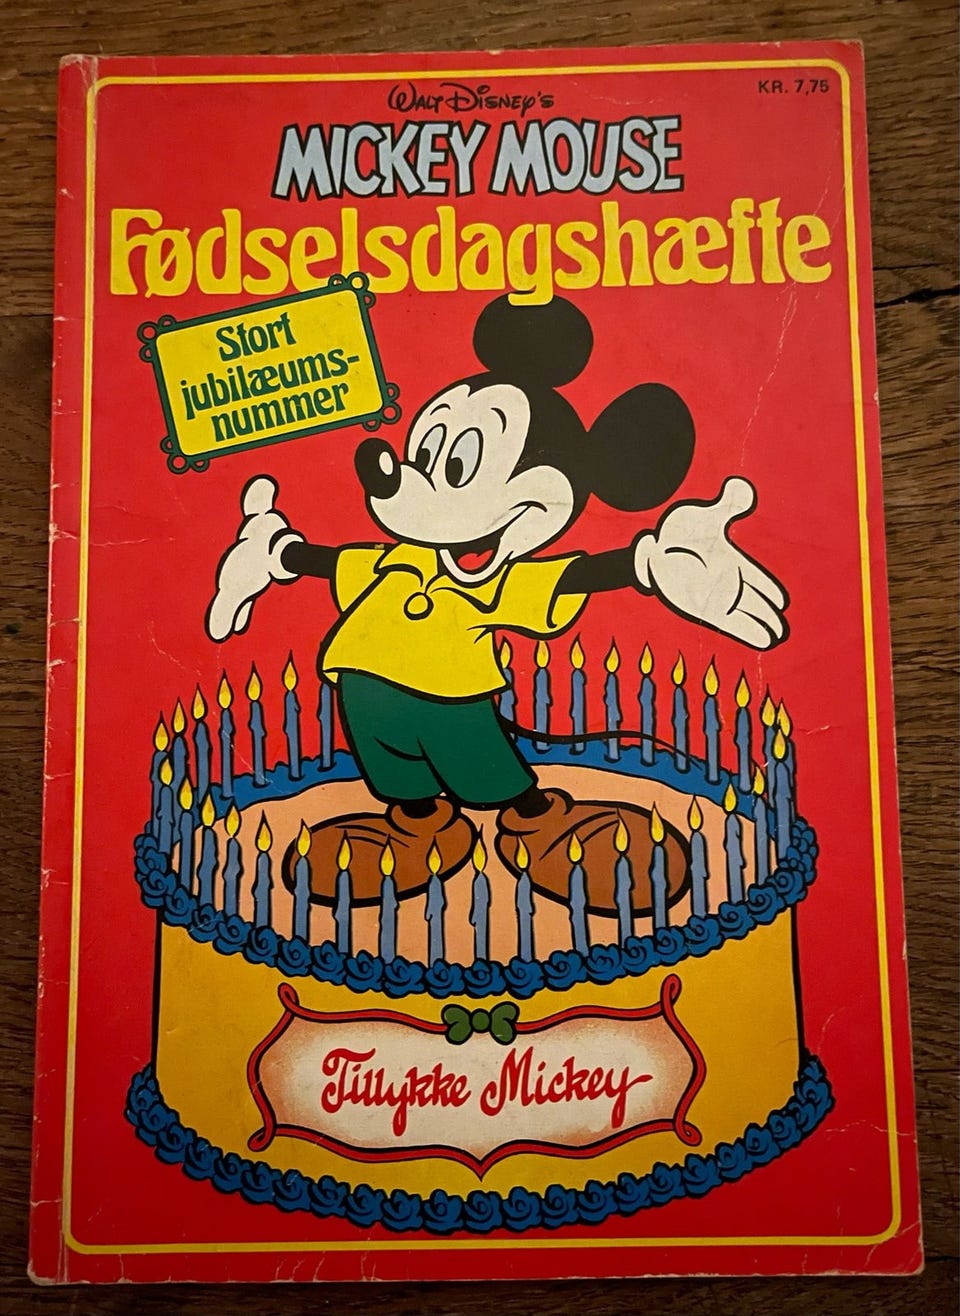 Walt Disney's
KR. 7,75
MICKEY MOUSE
Fødselsdagshæfte
Stort
jubilæums-
nummer
Tillykke Mickey